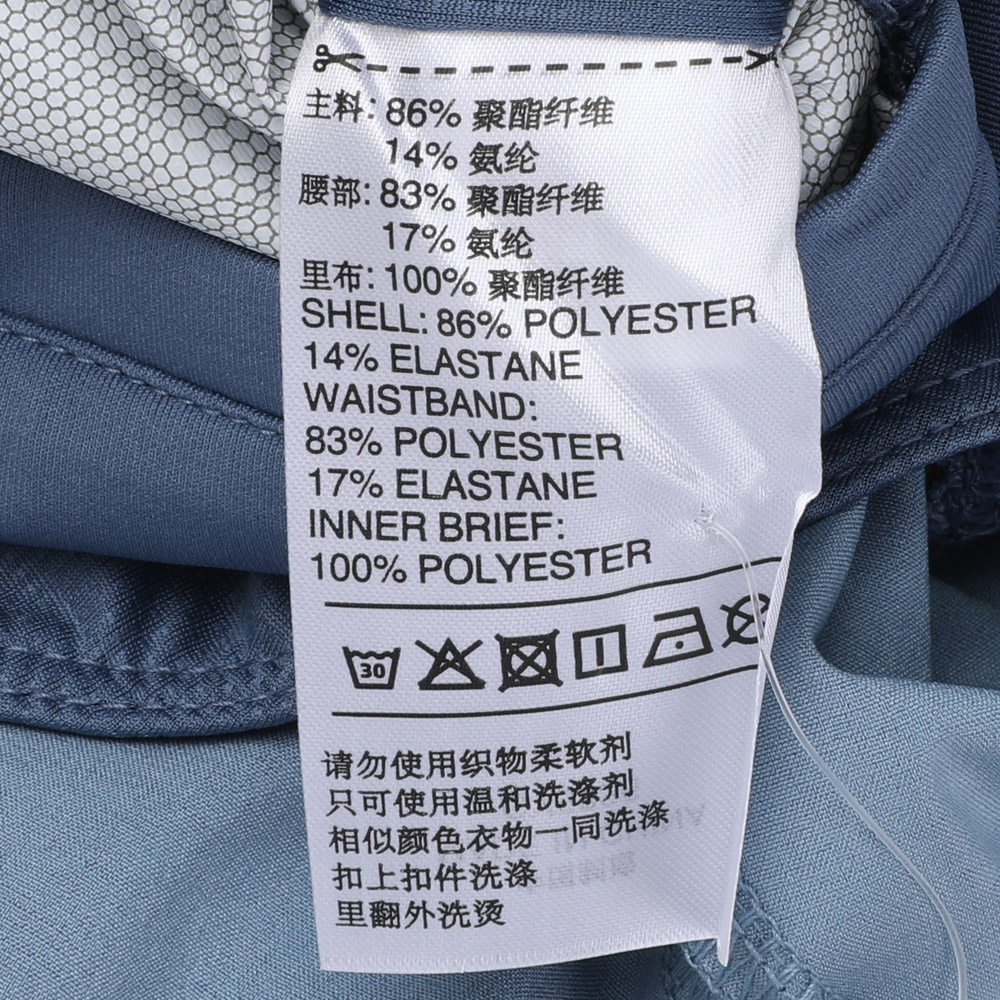 主料: 86% 聚酯纤维
14% 氨纶
腰部: 83% 聚酯纤维
17% 氨纶
里布: 100% 聚酯纤维
SHELL: 86% POLYESTER
14% ELASTANE
WAISTBAND:
83% POLYESTER
17% ELASTANE
INNER BRIEF:
100% POLYESTER
30
请勿使用织物柔软剂
只可使用温和洗涤剂
相似颜色衣物一同洗涤
扣上扣件洗涤
里翻外洗烫